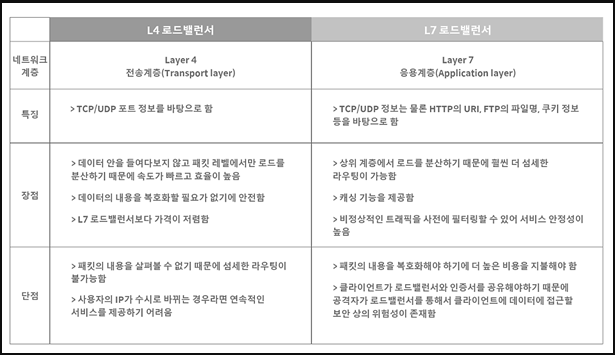 L4 로드밸런서
L7 로드밸런서
네트워크
계층
Layer 4
전송계층(Transport layer)
Layer 7
응용계층(Application layer)
특징
> TCP/UDP 포트 정보를 바탕으로 함
> TCP/UDP 정보는 물론 HTTP의 URI, FTP의 파일명, 쿠키 정보
등을 바탕으로 함
장점
> 데이터 안을 들여다보지 않고 패킷 레벨에서만 로드를
분산하기 때문에 속도가 빠르고 효율이 높음
> 데이터의 내용을 복호화할 필요가 없기에 안전함
> L7 로드밸런서보다 가격이 저렴함
> 상위 계층에서 로드를 분산하기 때문에 훨씬 더 섬세한
라우팅이 가능함
> 캐싱 기능을 제공함
> 비정상적인 트래픽을 사전에 필터링할 수 있어 서비스 안정성이
높음
단점
> 패킷의 내용을 살펴볼 수 없기 때문에 섬세한 라우팅이
불가능함
> 사용자의 IP가 수시로 바뀌는 경우라면 연속적인
서비스를 제공하기 어려움
> 패킷의 내용을 복호화해야 하기에 더 높은 비용을 지불해야 함
> 클라이언트가 로드밸런서와 인증서를 공유해야하기 때문에
공격자가 로드밸런서를 통해서 클라이언트에 데이터에 접근할
보안 상의 위험성이 존재함